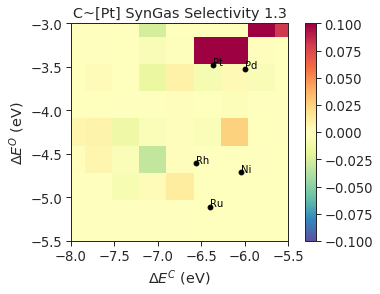 C~[Pt] SynGas Selectivity 1.3
−3.0
−3.5
−4.0
−4.5
−5.0
−5.5
ΔE^O (eV)
Pt
Pd
Rh
Ni
Ru
−8.0 −7.5 −7.0 −6.5 −6.0 −5.5
ΔE^C (eV)
0.100
0.075
0.050
0.025
0.000
−0.025
−0.050
−0.075
−0.100